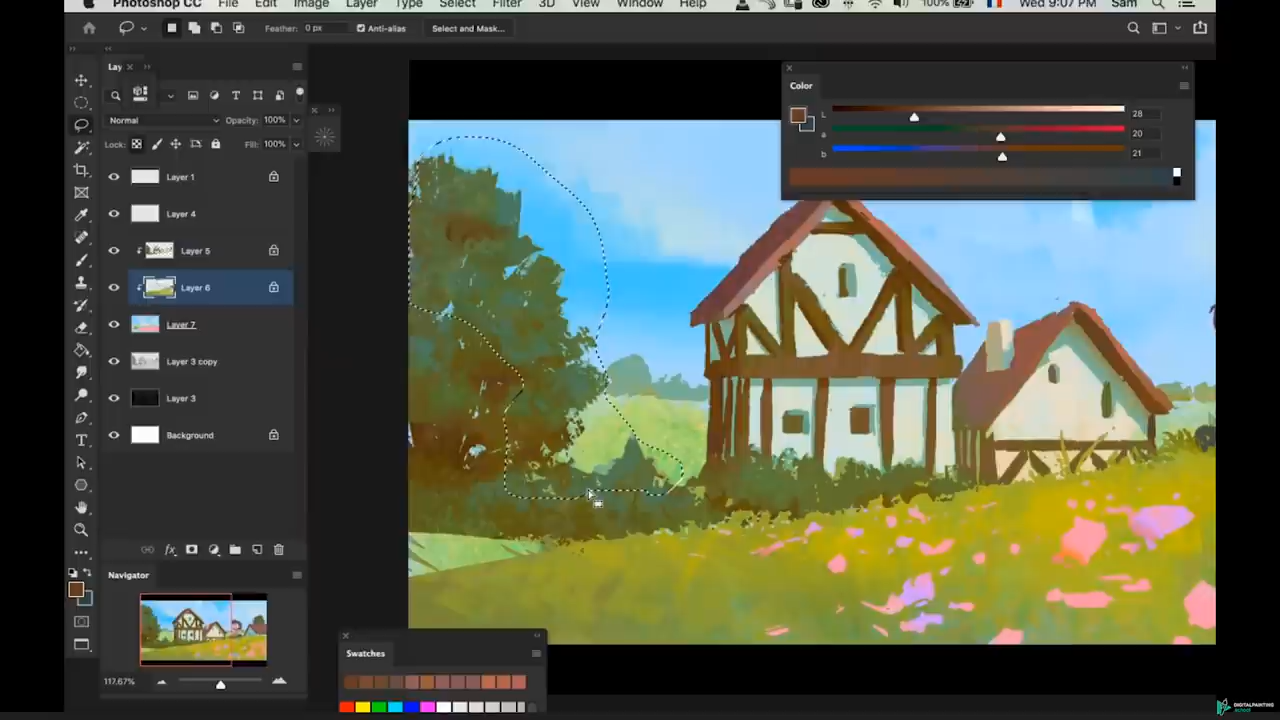 Photoshop CC File Edit Image Layer Type Select Filter 3D View Window Help 100% Wed 9:07 PM Sam
Feather: 0 px Anti-alias Select and Mask...
Lay
Normal Opacity: 100%
Lock: Fill: 100%
Layer 1
Layer 4
Layer 5
Layer 6
Layer 7
Layer 3 copy
Layer 3
Background
fx
Navigator
117.67%
Color
L 28
a 20
b 21
Swatches
DIGITALPAINTING
.SCHOOL